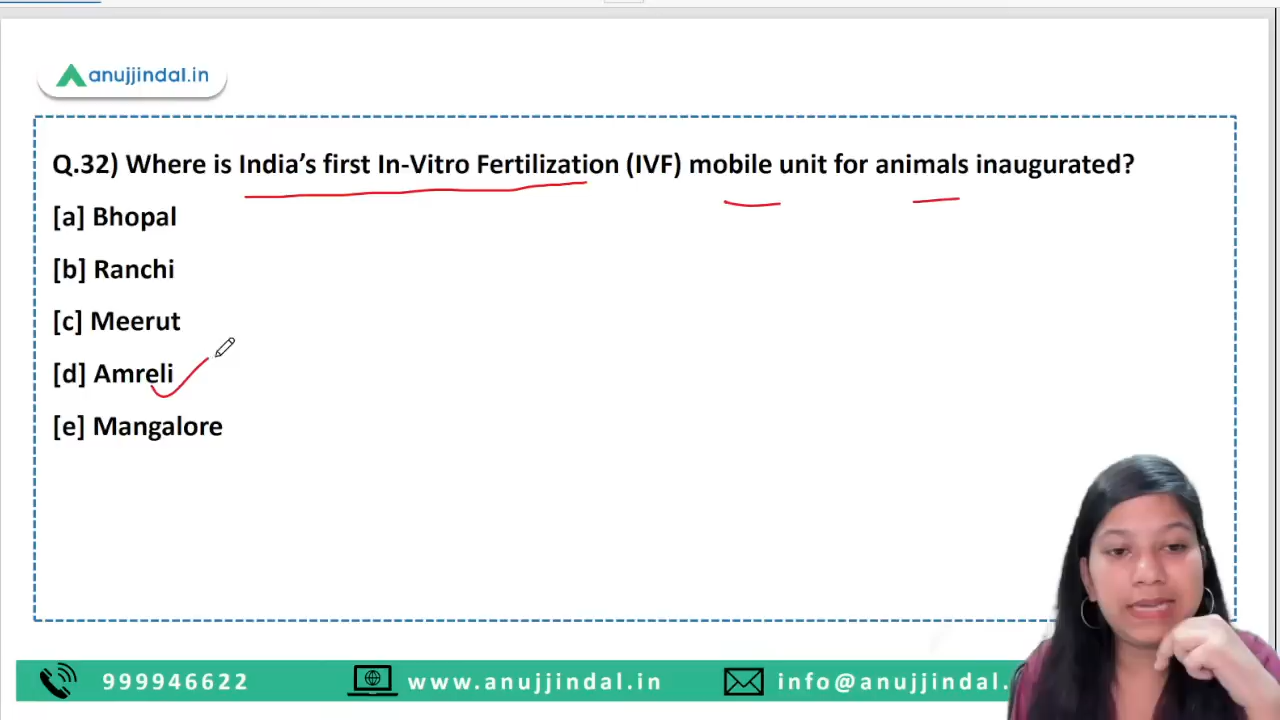 anujjindal.in
Q.32) Where is India’s first In-Vitro Fertilization (IVF) mobile unit for animals inaugurated?
[a] Bhopal
[b] Ranchi
[c] Meerut
[d] Amreli
[e] Mangalore
999946622
www.anujjindal.in
info@anujjindal.